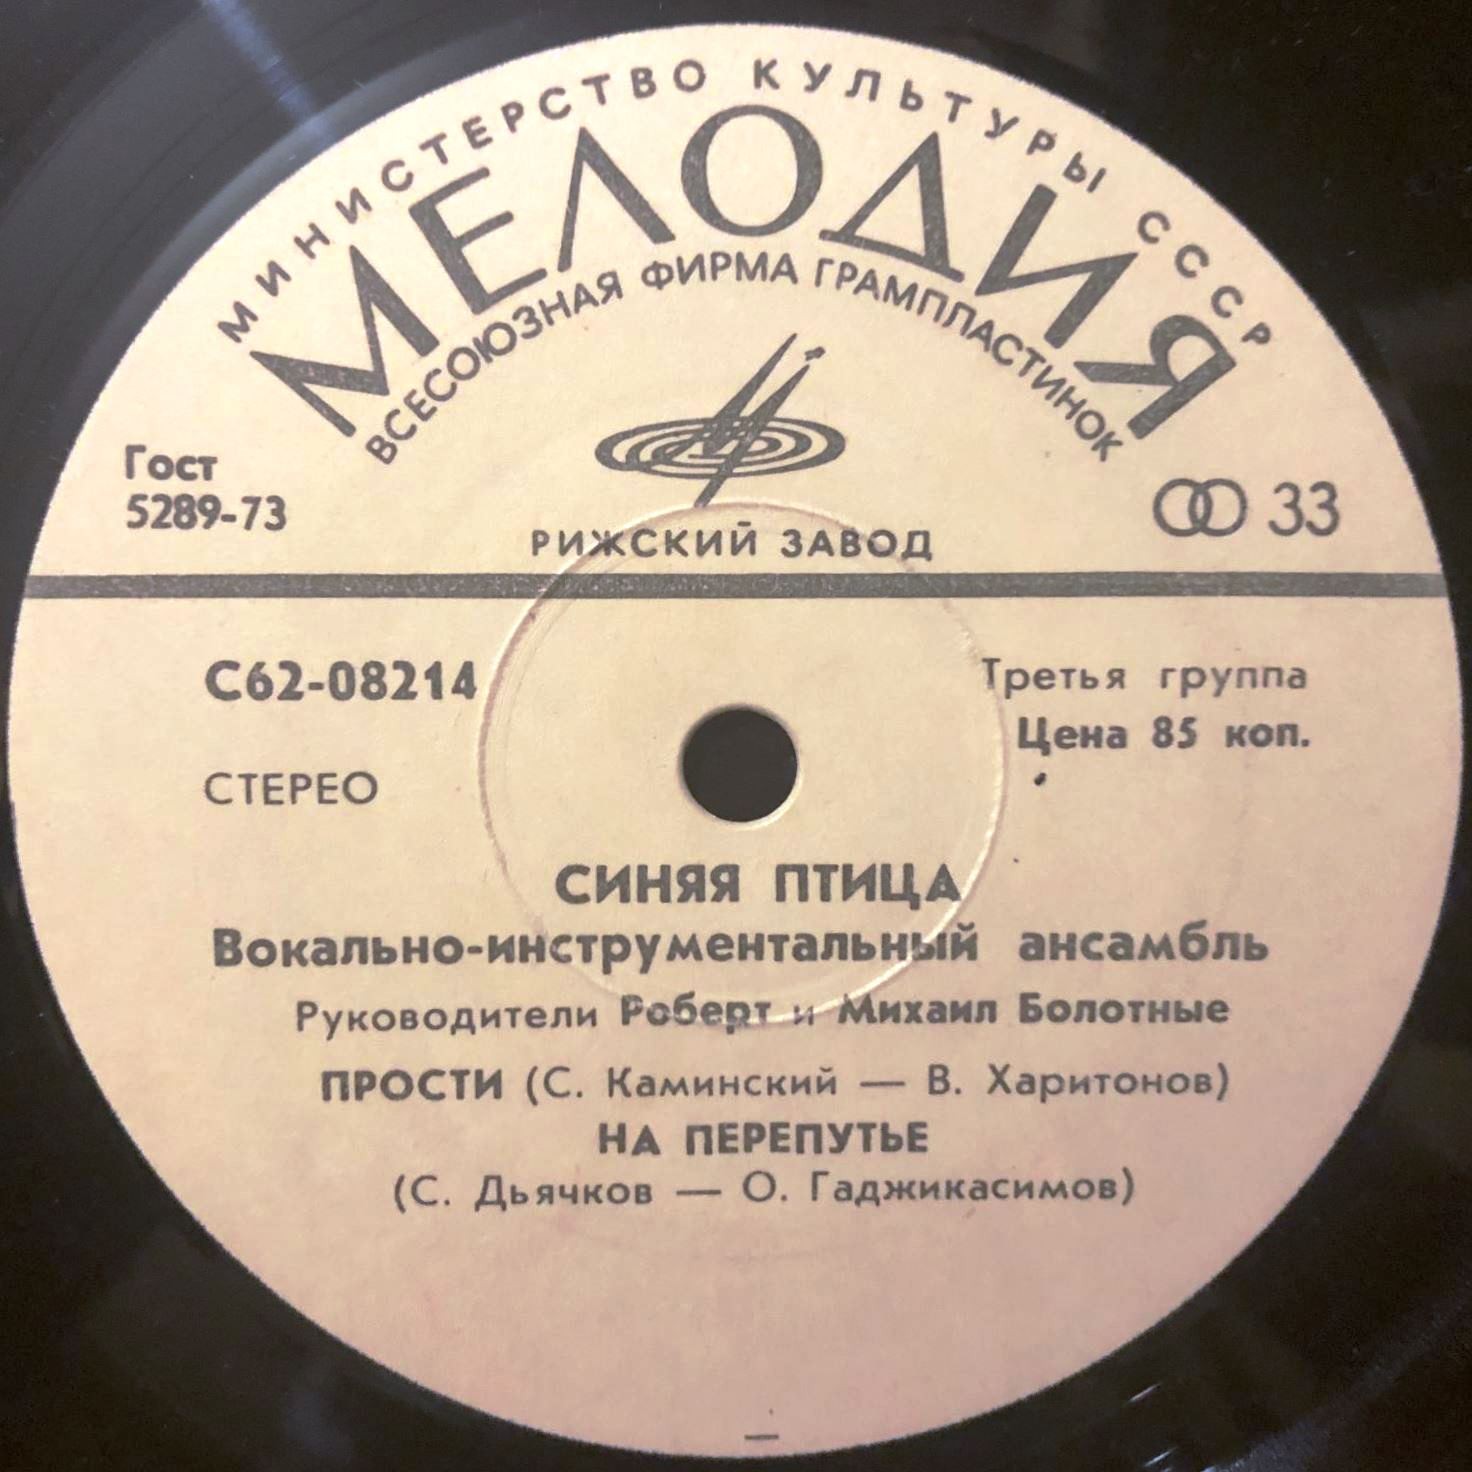 МИНИСТЕРСТВО КУЛЬТУРЫ СССР
МЕЛОДИЯ
ВСЕСОЮЗНАЯ ФИРМА ГРАМПЛАСТИНОК
Гост
5289-73
33
РИЖСКИЙ ЗАВОД
С62-08214
Третья группа
Цена 85 коп.
СТЕРЕО
СИНЯЯ ПТИЦА
Вокально-инструментальный ансамбль
Руководители Роберт и Михаил Болотные
ПРОСТИ (С. Каминский — В. Харитонов)
НА ПЕРЕПУТЬЕ
(С. Дьячков — О. Гаджикасимов)